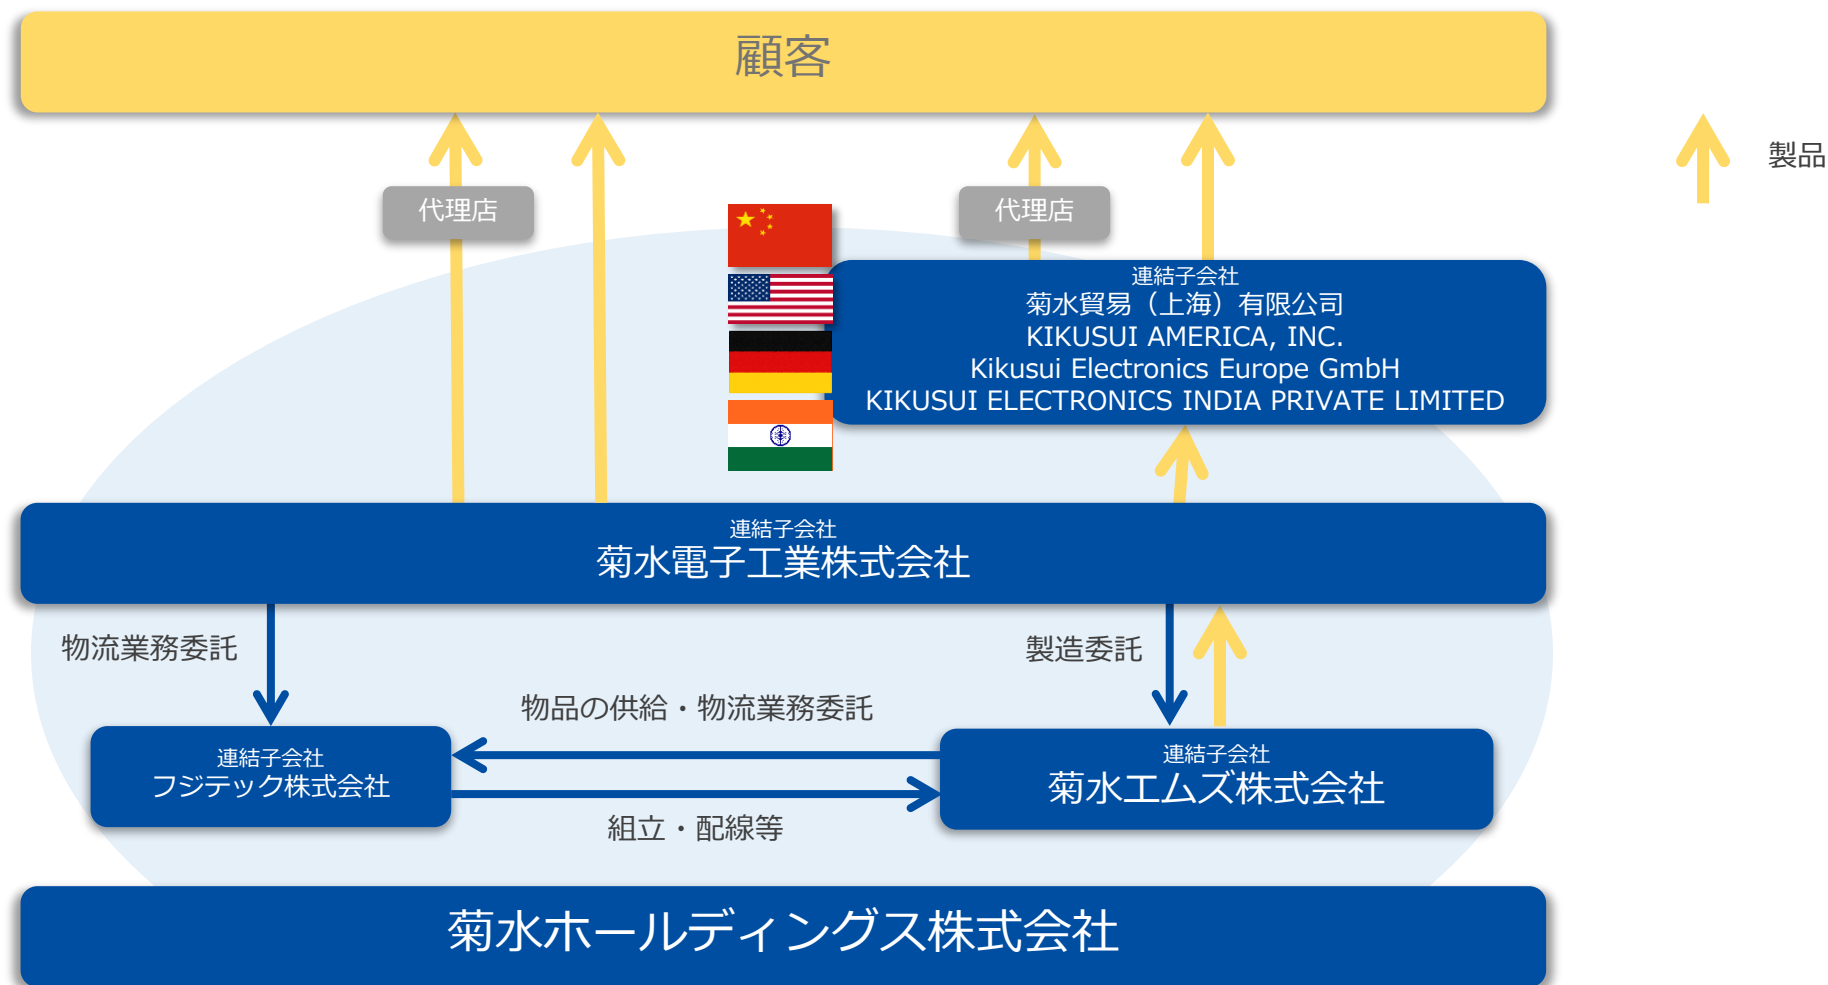 顧客
製品
代理店
代理店
連結子会社
菊水貿易（上海）有限公司
KIKUSUI AMERICA, INC.
Kikusui Electronics Europe GmbH
KIKUSUI ELECTRONICS INDIA PRIVATE LIMITED
連結子会社
菊水電子工業株式会社
物流業務委託
製造委託
物品の供給・物流業務委託
連結子会社
フジテック株式会社
連結子会社
菊水エムズ株式会社
組立・配線等
菊水ホールディングス株式会社